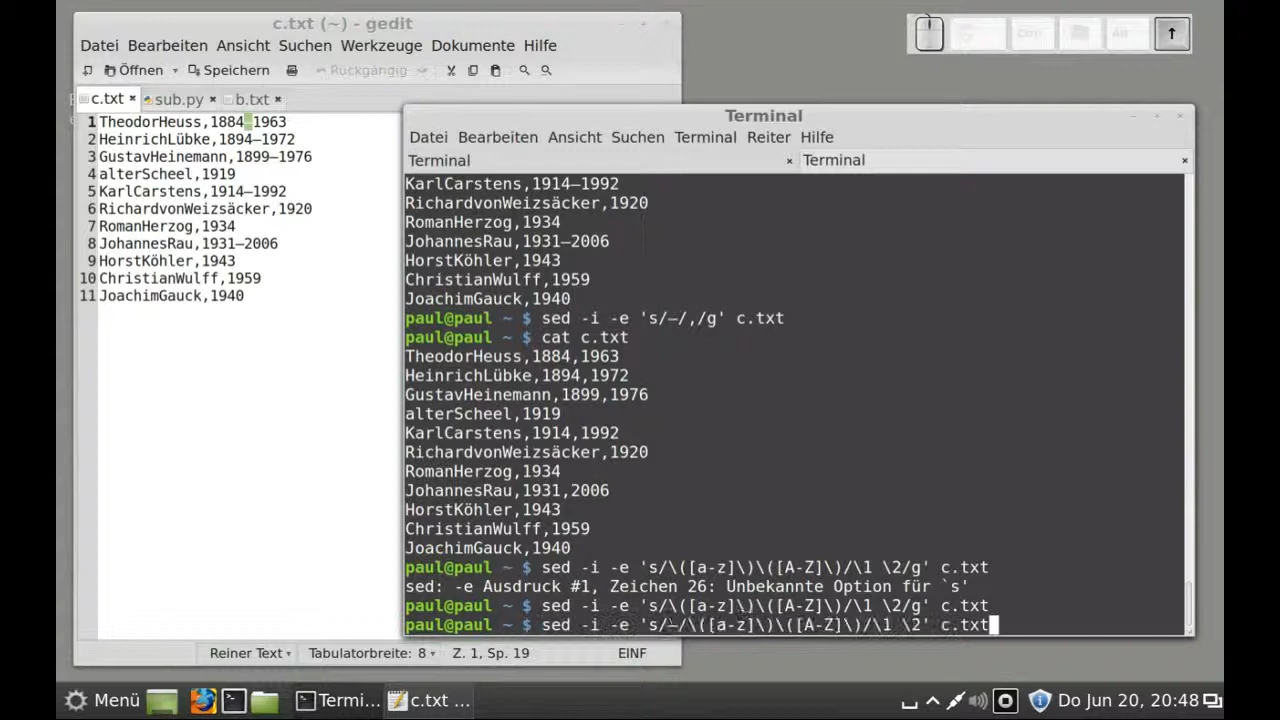 c.txt (~) - gedit
Datei Bearbeiten Ansicht Suchen Werkzeuge Dokumente Hilfe
Öffnen Speichern Rückgängig
c.txt sub.py b.txt
1 TheodorHeuss,1884–1963
2 HeinrichLübke,1894–1972
3 GustavHeinemann,1899–1976
4 alterScheel,1919
5 KarlCarstens,1914–1992
6 RichardvonWeizsäcker,1920
7 RomanHerzog,1934
8 JohannesRau,1931–2006
9 HorstKöhler,1943
10 ChristianWulff,1959
11 JoachimGauck,1940
Reiner Text Tabulatorbreite: 8 Z. 1, Sp. 19 EINF
Terminal
Datei Bearbeiten Ansicht Suchen Terminal Reiter Hilfe
Terminal Terminal
KarlCarstens,1914–1992
RichardvonWeizsäcker,1920
RomanHerzog,1934
JohannesRau,1931–2006
HorstKöhler,1943
ChristianWulff,1959
JoachimGauck,1940
paul@paul ~ $ sed -i -e 's/–/,/g' c.txt
paul@paul ~ $ cat c.txt
TheodorHeuss,1884,1963
HeinrichLübke,1894,1972
GustavHeinemann,1899,1976
alterScheel,1919
KarlCarstens,1914,1992
RichardvonWeizsäcker,1920
RomanHerzog,1934
JohannesRau,1931,2006
HorstKöhler,1943
ChristianWulff,1959
JoachimGauck,1940
paul@paul ~ $ sed -i -e 's/\([a-z]\)\([A-Z]\)/\1 \2/g' c.txt
sed: -e Ausdruck #1, Zeichen 26: Unbekannte Option für `s'
paul@paul ~ $ sed -i -e 's/\([a-z]\)\([A-Z]\)/\1 \2/g' c.txt
paul@paul ~ $ sed -i -e 's/–/\([a-z]\)\([A-Z]\)/\1 \2' c.txt
Menü Termi... c.txt ... Do Jun 20, 20:48